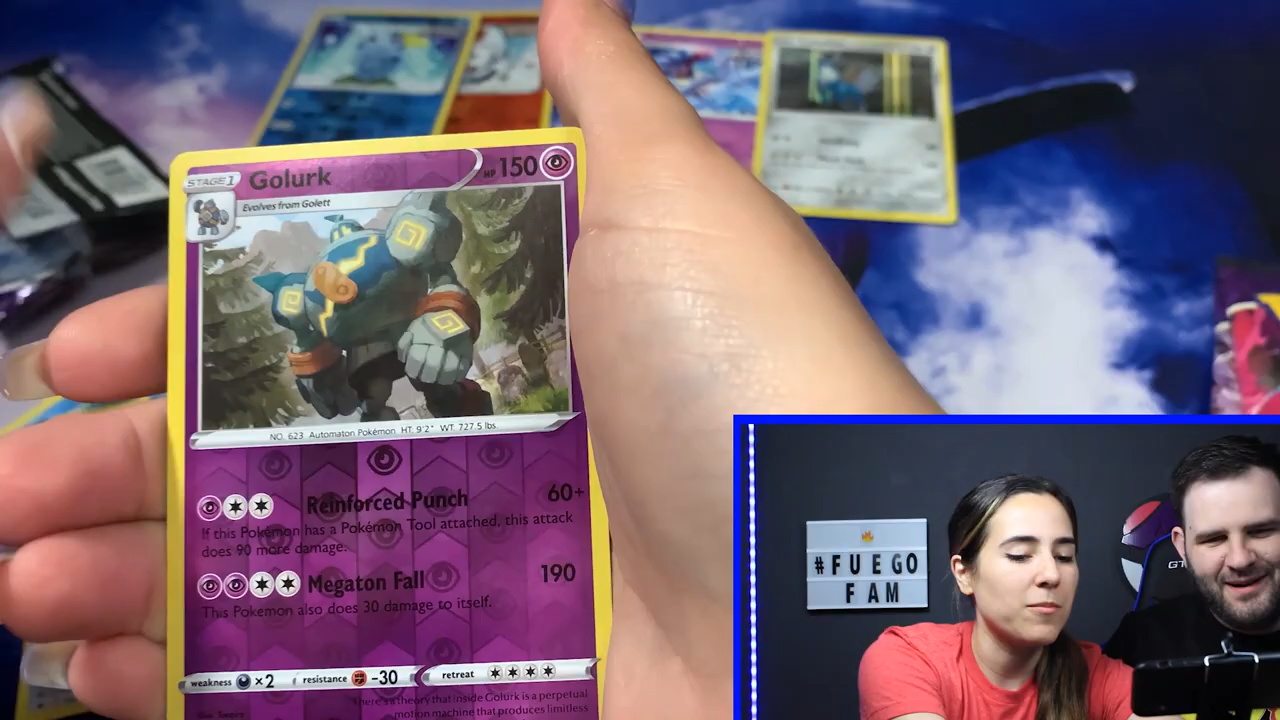 STAGE 1 Golurk HP 150
Evolves from Golett
NO. 623 Automaton Pokémon HT. 9'2" WT. 727.5 lbs
Reinforced Punch 60+
If this Pokémon has a Pokémon Tool attached, this attack
does 90 more damage.
Megaton Fall 190
This Pokémon also does 30 damage to itself.
weakness ×2 resistance -30 retreat
There's a theory that inside Golurk is a perpetual
motion machine that produces limitless
#FUEGO
FAM
GT